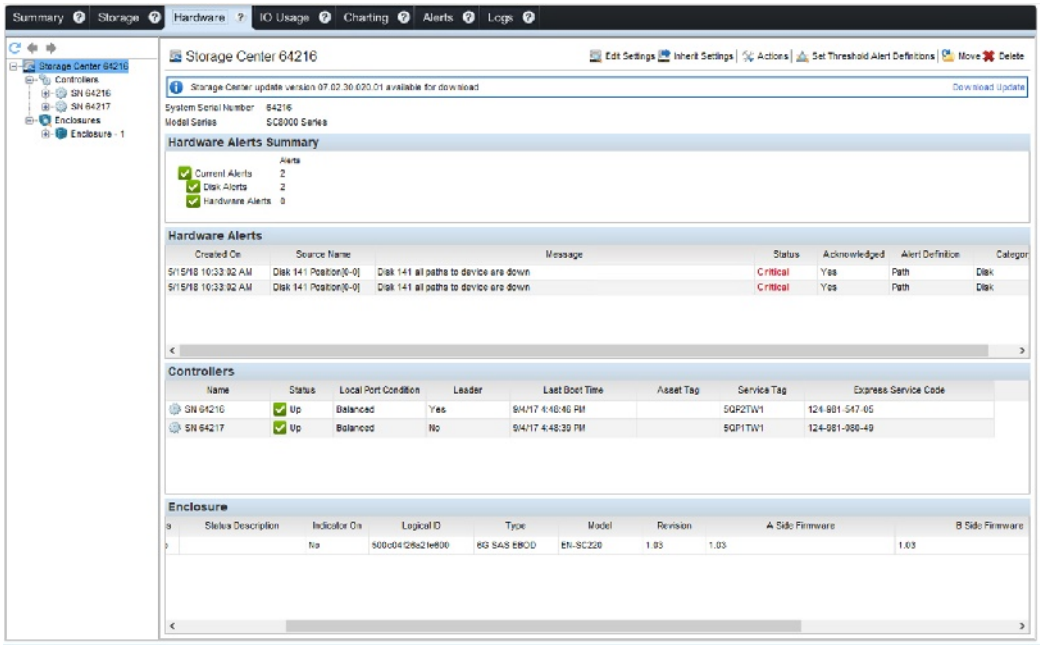 Summary ? Storage ? Hardware ? IO Usage ? Charting ? Alerts ? Logs ?
Storage Center 64216
Controllers
SN 64216
SN 64217
Enclosures
Enclosure - 1
Storage Center 64216 Edit Settings Inherit Settings Actions Set Threshold Alert Definitions Move Delete
Storage Center update version 07.02.30.020.01 available for download Download Update
System Serial Number 64216
Model Series SC8000 Series
Hardware Alerts Summary
Alerts
Current Alerts 2
Disk Alerts 2
Hardware Alerts 0
Hardware Alerts
Created On Source Name Message Status Acknowledged Alert Definition Categor
5/15/18 10:33:02 AM Disk 141 Position[0-0] Disk 141 all paths to device are down Critical Yes Path Disk
5/15/18 10:33:02 AM Disk 141 Position[0-0] Disk 141 all paths to device are down Critical Yes Path Disk
Controllers
Name Status Local Port Condition Leader Last Boot Time Asset Tag Service Tag Express Service Code
SN 64216 Up Balanced Yes 9/4/17 4:48:46 PM 5QP2TW1 124-981-547-05
SN 64217 Up Balanced No 9/4/17 4:48:39 PM 5QP1TW1 124-981-080-49
Enclosure
Status Description Indicator On Logical ID Type Model Revision A Side Firmware B Side Firmware
No 6G SAS EBOD EN-SC220 1.03 1.03 1.03